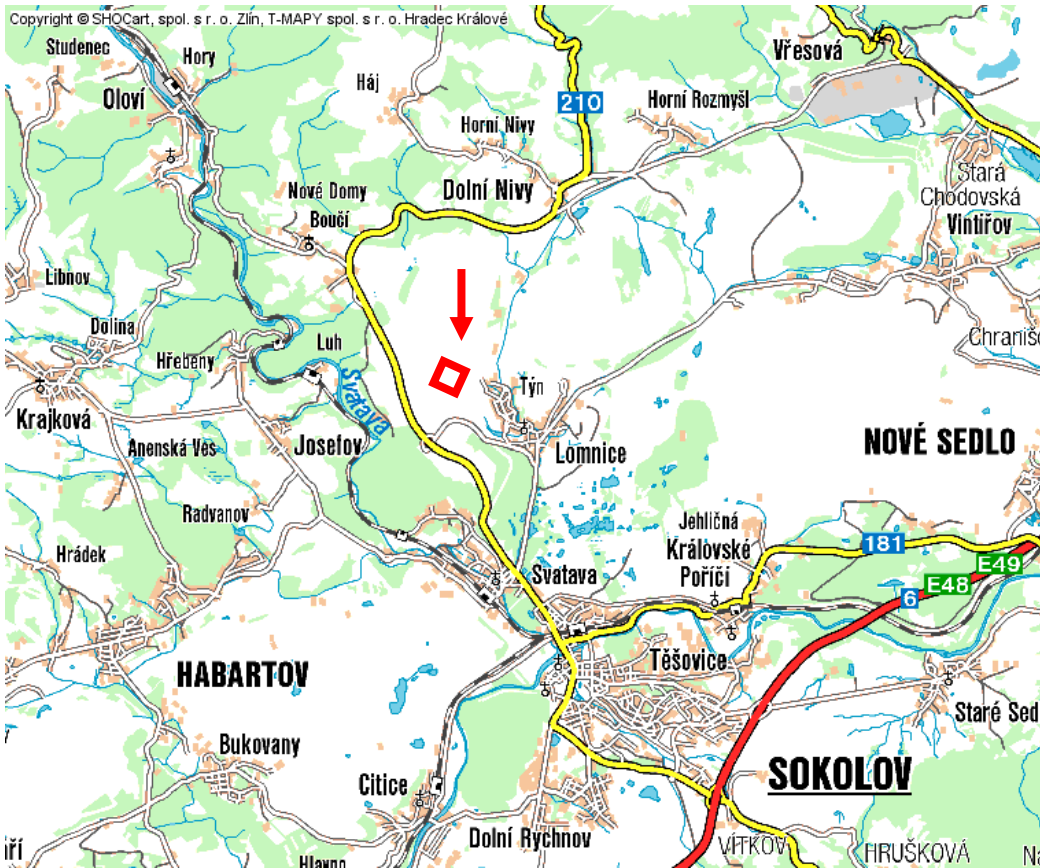 Copyright © SHOCart, spol. s r. o. Zlín, T-MAPY spol. s r. o. Hradec Králové
Studenec
Hory
Vřesová
Háj
Oloví
210
Horní Rozmyšl
Horní Nivy
Stará
Chodovská
Nové Domy
Dolní Nivy
Boučí
Vintířov
Libnov
Dolina
Luh
Chraniš
Hřebeny
Svatava
Týn
Krajková
Josefov
Anenská Ves
Lomnice
NOVÉ SEDLO
Radvanov
Jehličná
Hrádek
Královské
Poříčí
181
E49
Svatava
E48
6
HABARTOV
Těšovice
Staré Sed
Bukovany
SOKOLOV
Citice
Dolní Rychnov
VÍTKOV
HRUŠKOVÁ